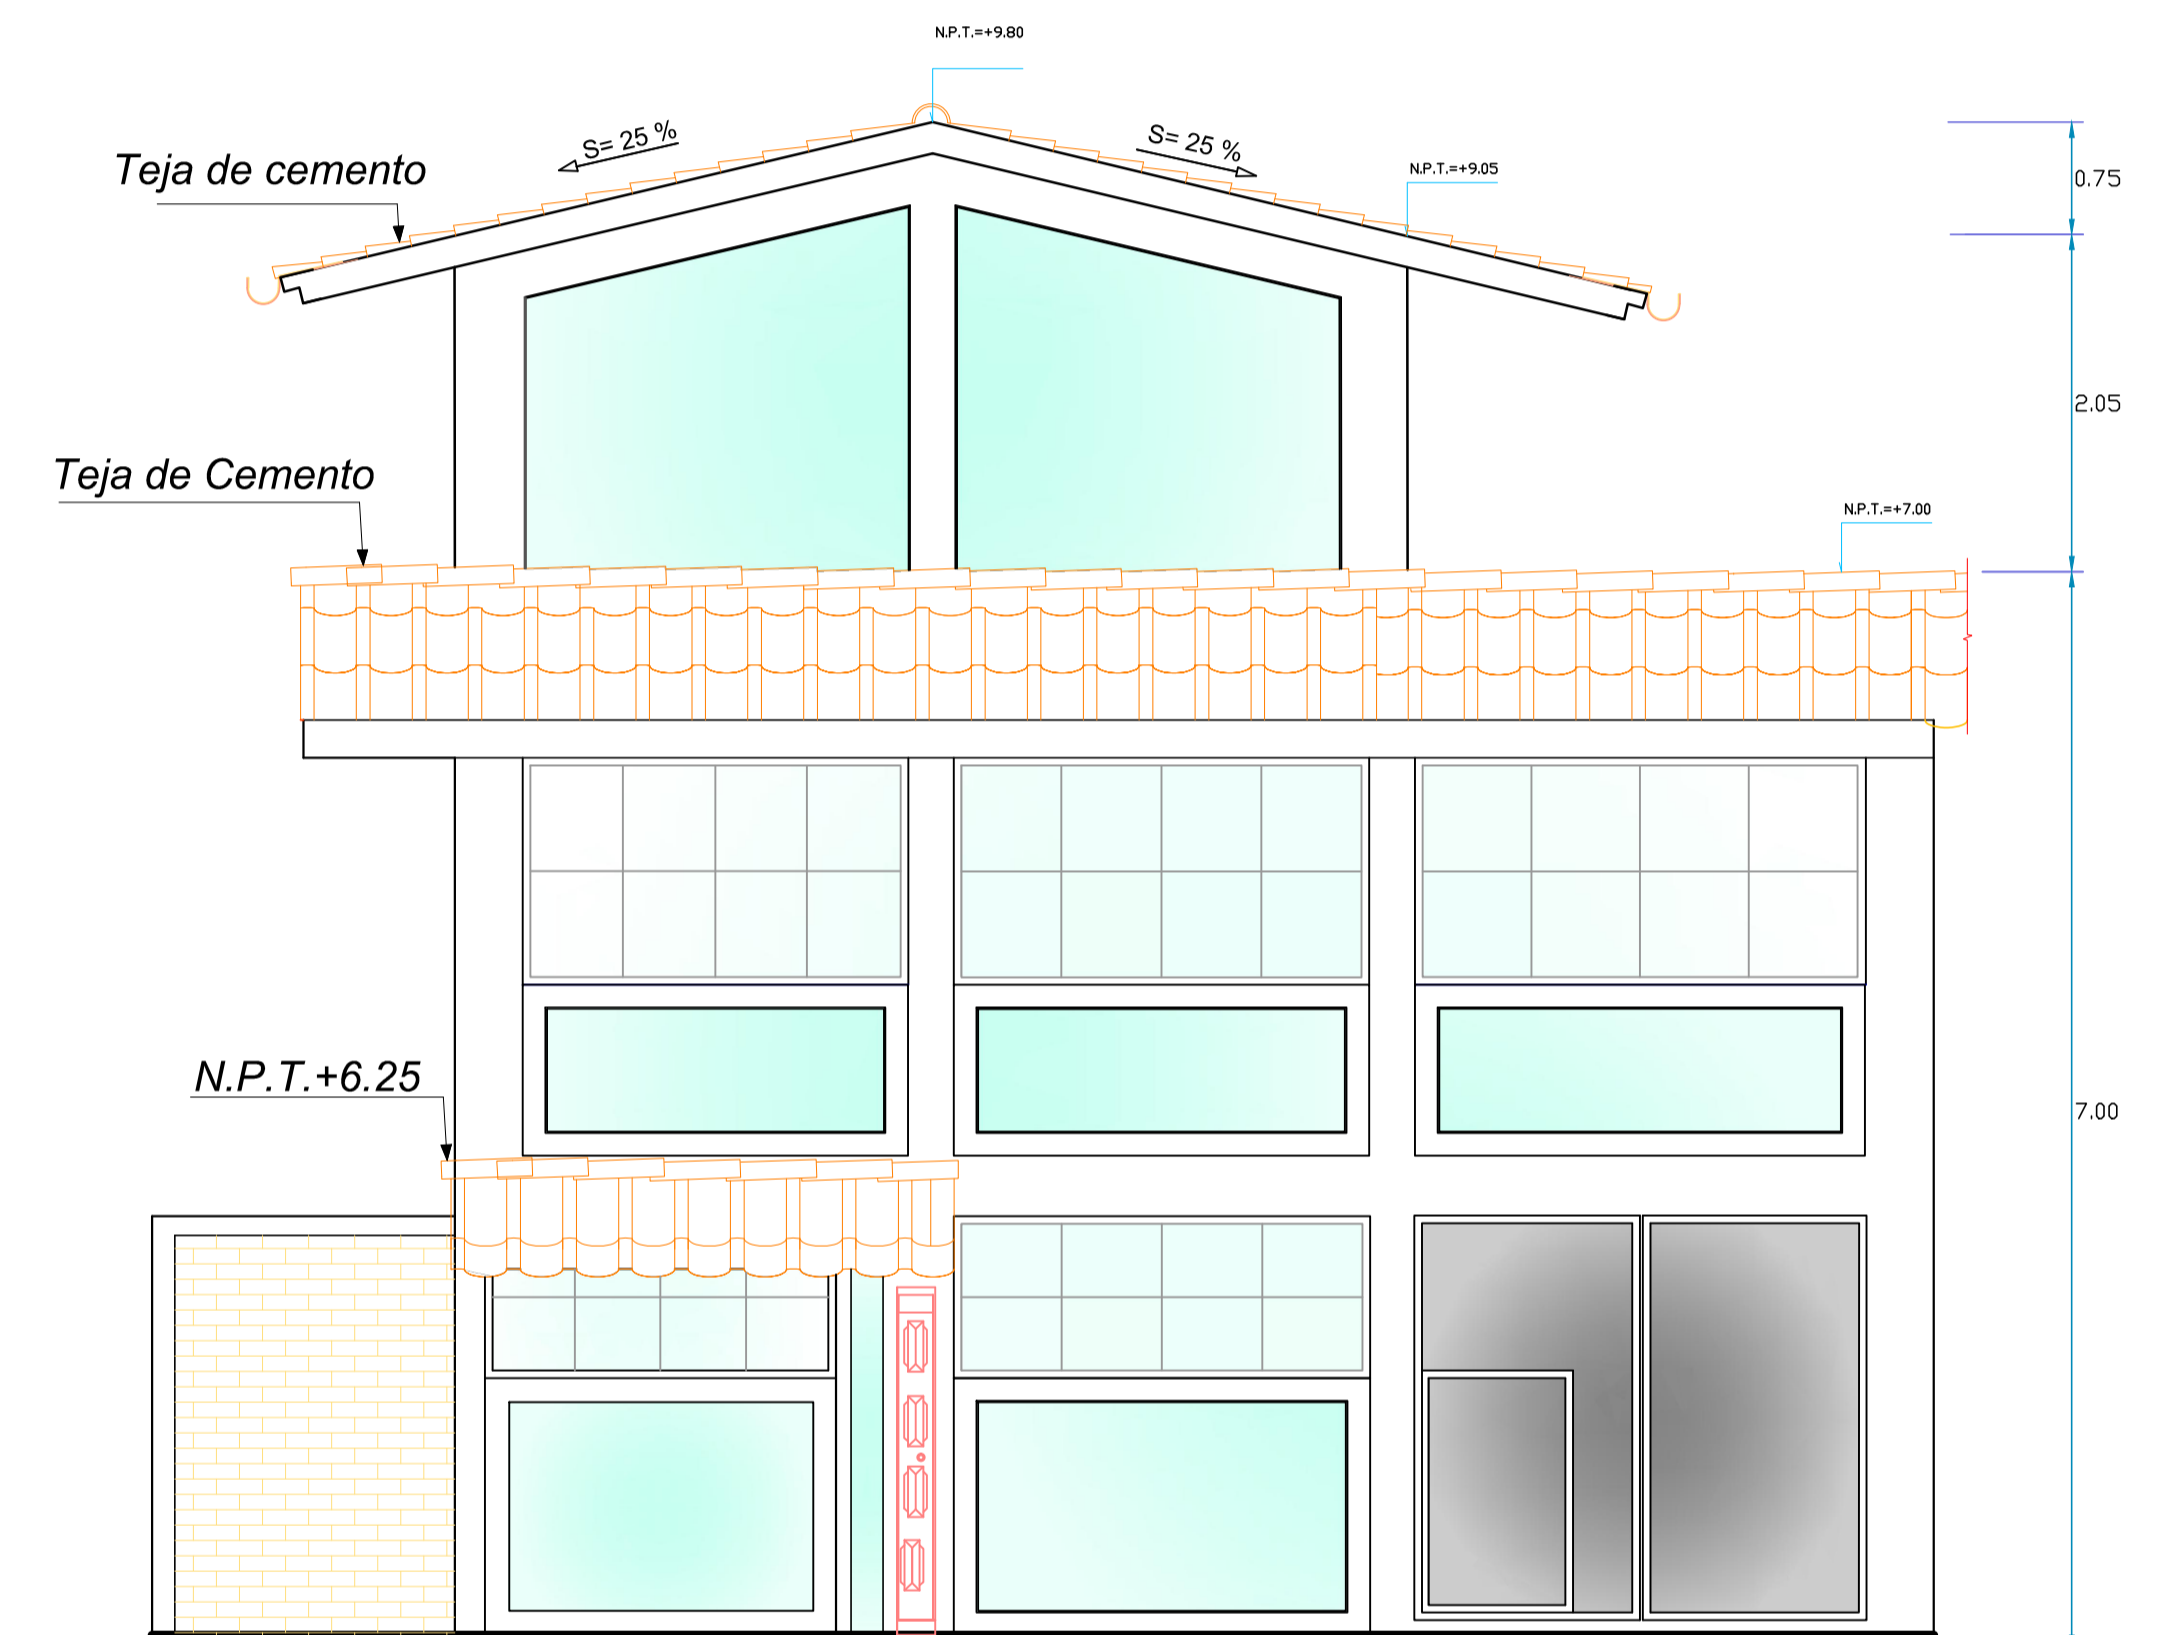 N.P.T.=+9.80
S= 25 %
S= 25 %
Teja de cemento
N.P.T.=+9.05
0.75
2.05
Teja de Cemento
N.P.T.=+7.00
N.P.T.+6.25
7.00